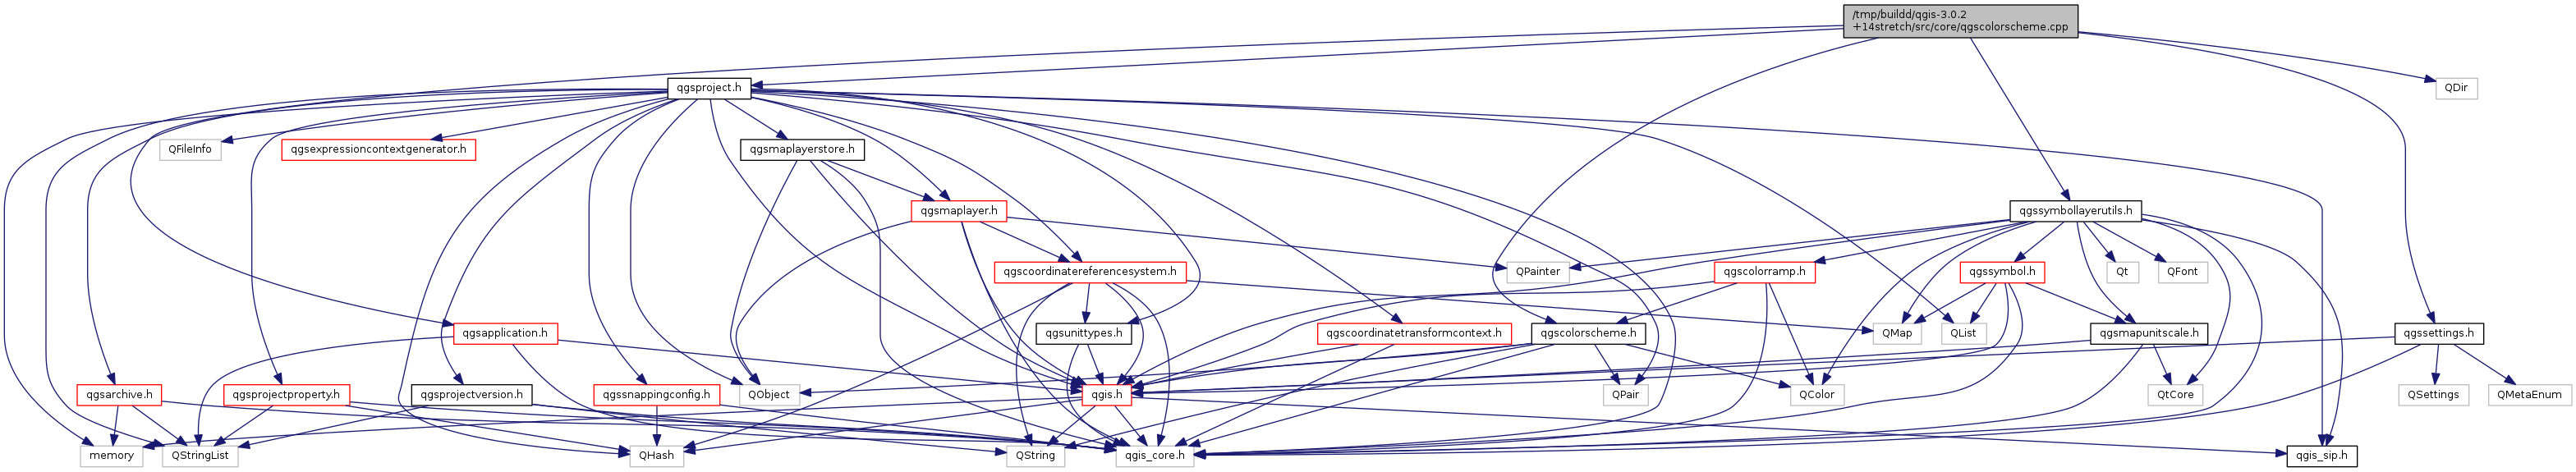 /tmp/buildd/qgis-3.0.2
+14stretch/src/core/qgscolorscheme.cpp
qgsproject.h
QDir
QFileInfo
qgsexpressioncontextgenerator.h
qgsmaplayerstore.h
qgsmaplayer.h
qgssymbollayerutils.h
qgscoordinatereferencesystem.h
QPainter
qgscolorramp.h
qgssymbol.h
Qt
QFont
qgsapplication.h
qgsunittypes.h
qgscoordinatetransformcontext.h
qgscolorscheme.h
QMap
QList
qgsmapunitscale.h
qgssettings.h
qgsarchive.h
qgsprojectproperty.h
qgsprojectversion.h
qgssnappingconfig.h
QObject
qgis.h
QPair
QColor
QtCore
QSettings
QMetaEnum
memory
QStringList
QHash
QString
qgis_core.h
qgis_sip.h